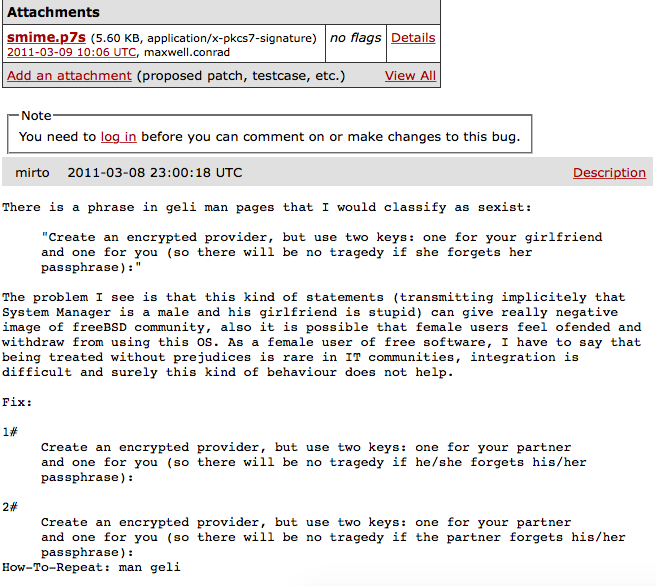 Attachments
smime.p7s (5.60 KB, application/x-pkcs7-signature) no flags Details
2011-03-09 10:06 UTC, maxwell.conrad
Add an attachment (proposed patch, testcase, etc.) View All
Note
You need to log in before you can comment on or make changes to this bug.
mirto 2011-03-08 23:00:18 UTC Description
There is a phrase in geli man pages that I would classify as sexist:
"Create an encrypted provider, but use two keys: one for your girlfriend
and one for you (so there will be no tragedy if she forgets her
passphrase):"
The problem I see is that this kind of statements (transmitting implicitely that
System Manager is a male and his girlfriend is stupid) can give really negative
image of freeBSD community, also it is possible that female users feel ofended and
withdraw from using this OS. As a female user of free software, I have to say that
being treated without prejudices is rare in IT communities, integration is
difficult and surely this kind of behaviour does not help.
Fix:
1#
Create an encrypted provider, but use two keys: one for your partner
and one for you (so there will be no tragedy if he/she forgets his/her
passphrase):
2#
Create an encrypted provider, but use two keys: one for your partner
and one for you (so there will be no tragedy if the partner forgets his/her
passphrase):
How-To-Repeat: man geli